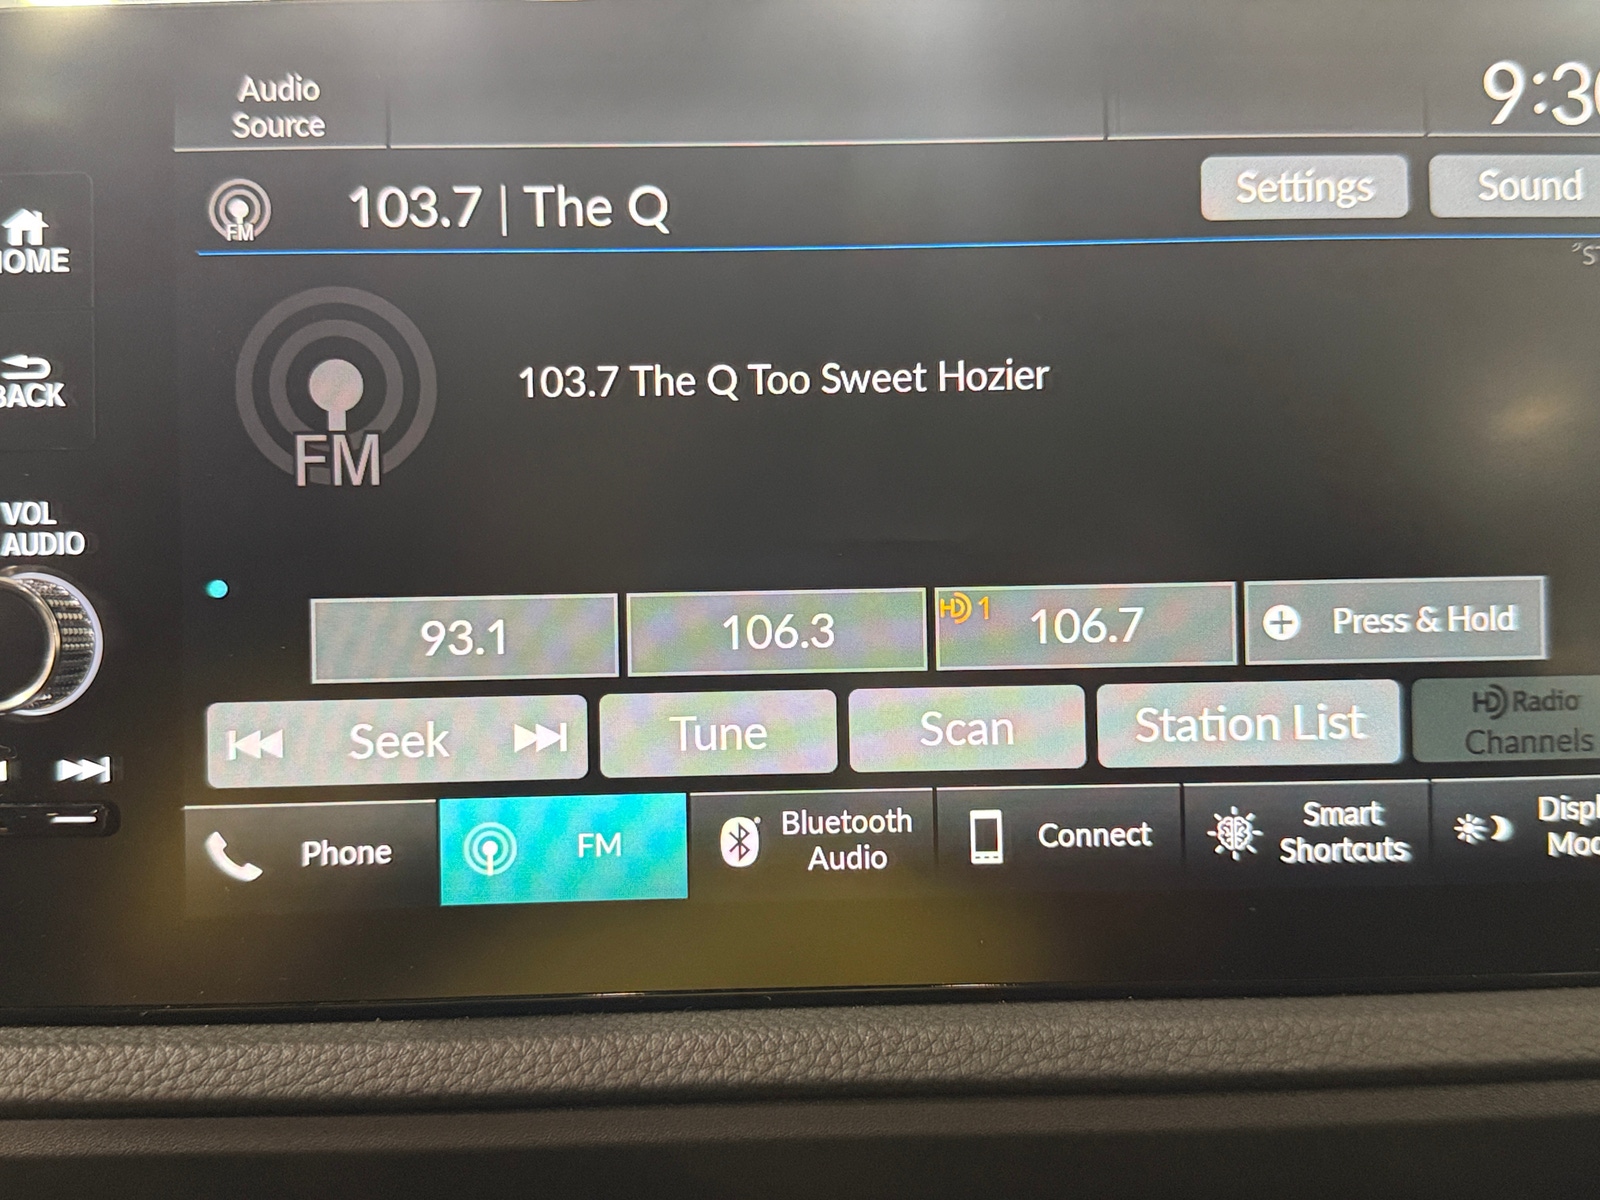 Audio
Source
9:3
FM
103.7 | The Q
Settings
Sound
HOME
BACK
FM
103.7 The Q Too Sweet Hozier
VOL
AUDIO
93.1
106.3
HD 1
106.7
Press & Hold
Seek
Tune
Scan
Station List
HD Radio
Channels
Phone
FM
Bluetooth
Audio
Connect
Smart
Shortcuts